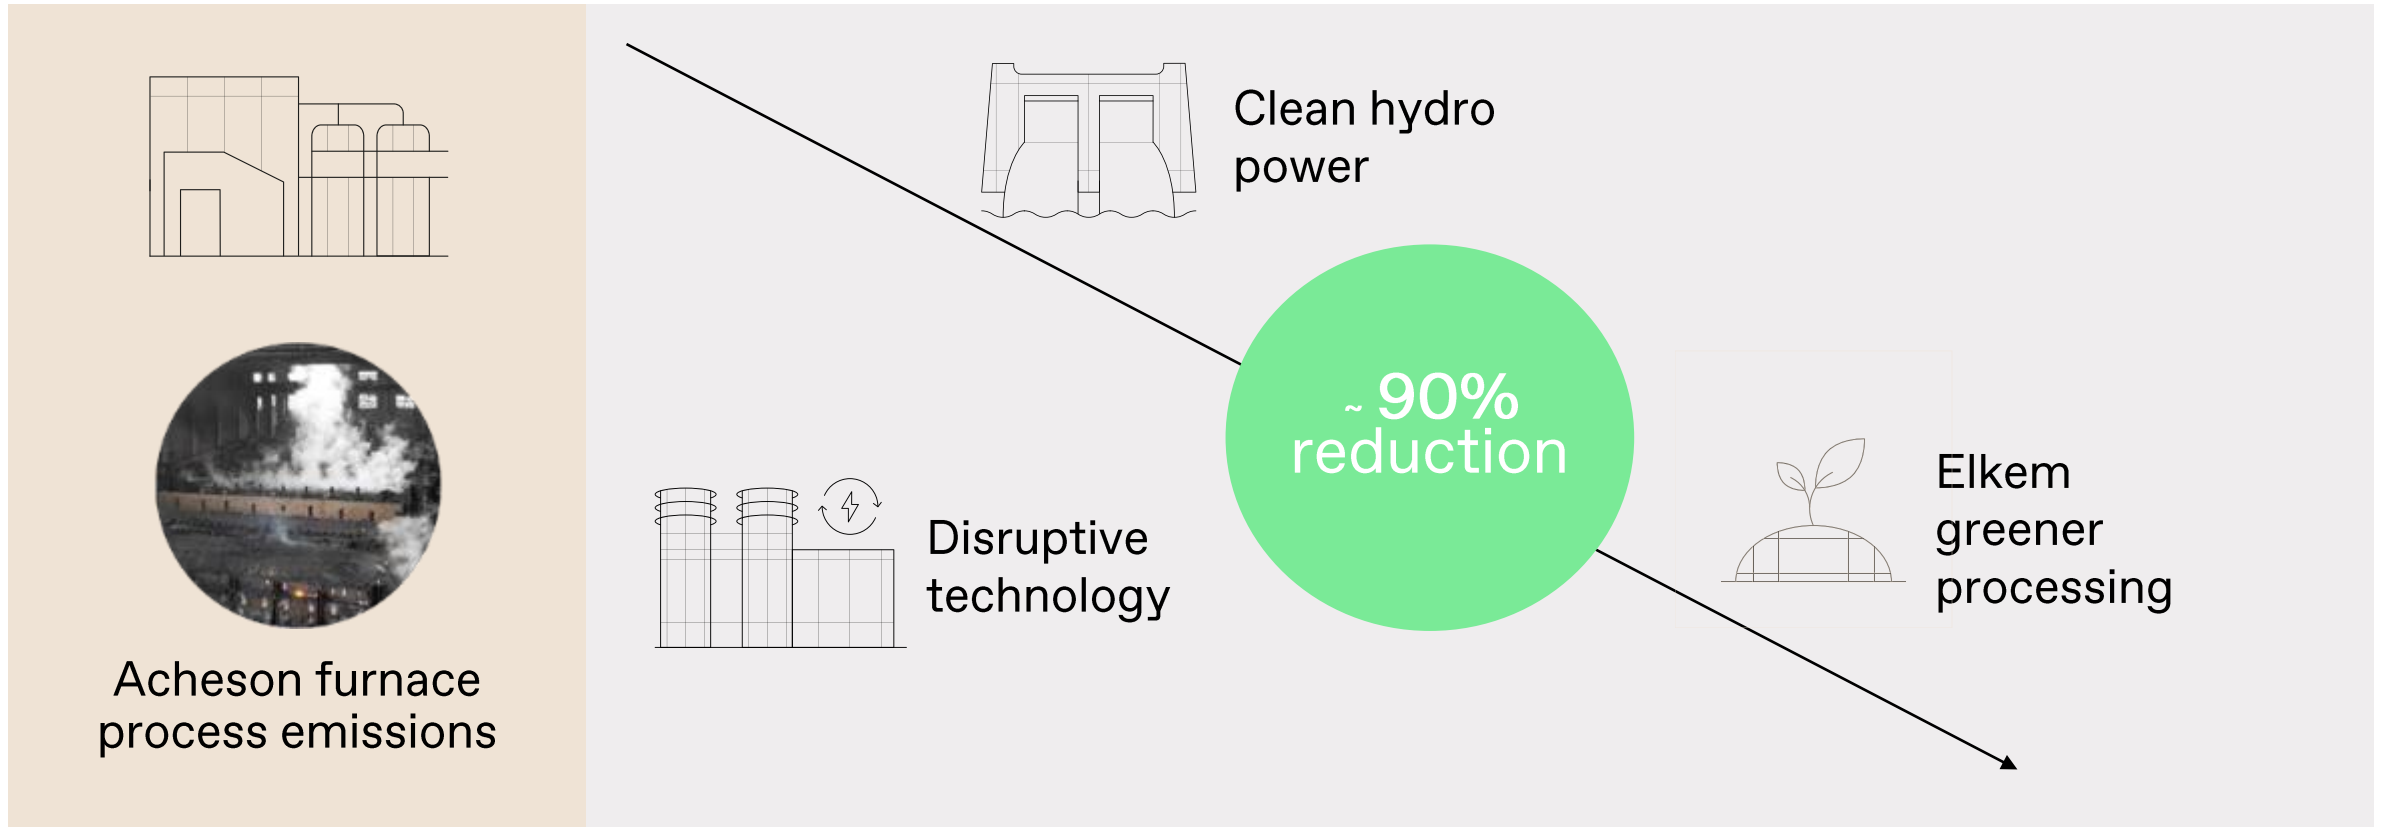 Clean hydro
power
~ 90%
reduction
Elkem
greener
processing
Disruptive
technology
Acheson furnace
process emissions